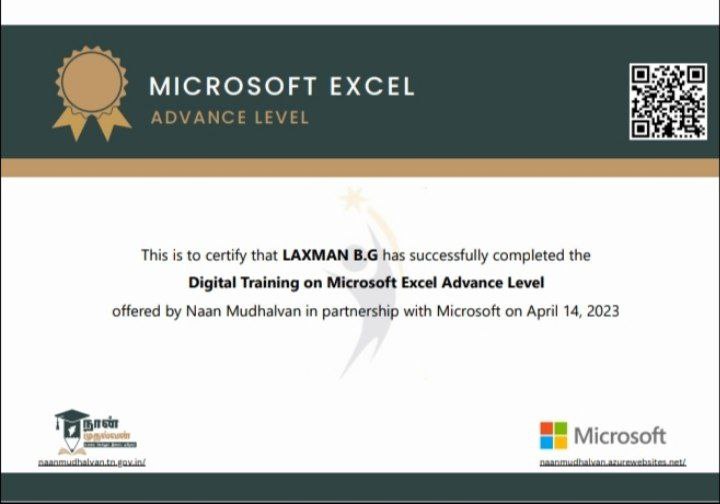 MICROSOFT EXCEL
ADVANCE LEVEL
This is to certify that LAXMAN B.G has successfully completed the
Digital Training on Microsoft Excel Advance Level
offered by Naan Mudhalvan in partnership with Microsoft on April 14, 2023
நான்
முதல்வன்
naanmudhalvan.tn.gov.in/
Microsoft
naanmudhalvan.azurewebsites.net/